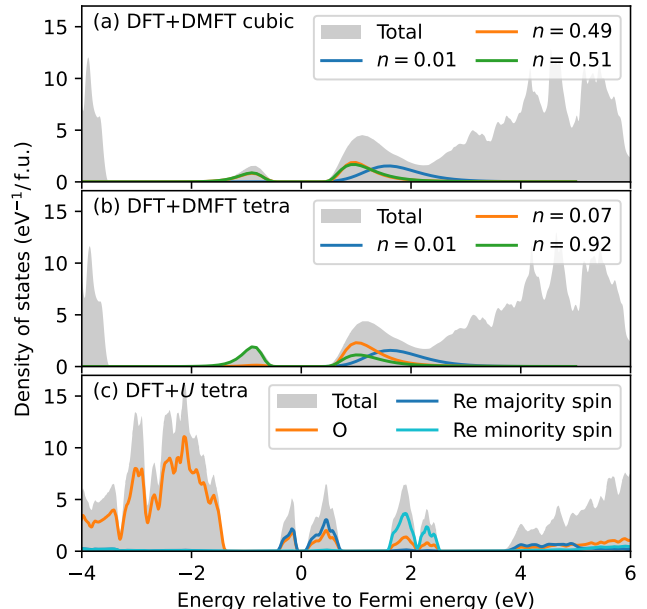 (a) DFT+DMFT cubic
Total
n = 0.01
n = 0.49
n = 0.51
15
10
5
0
(b) DFT+DMFT tetra
Total
n = 0.01
n = 0.07
n = 0.92
15
10
5
0
(c) DFT+U tetra
Total
O
Re majority spin
Re minority spin
15
10
5
0
−4
−2
0
2
4
6
Density of states (eV⁻¹/f.u.)
Energy relative to Fermi energy (eV)